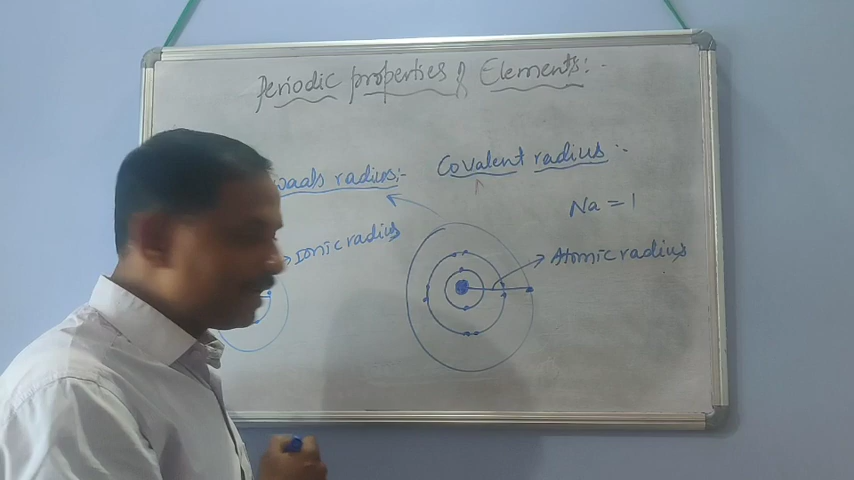 Periodic properties of Elements:-
waals radius:-
Covalent radius:-
Na = 1
Ionic radius
Atomic radius